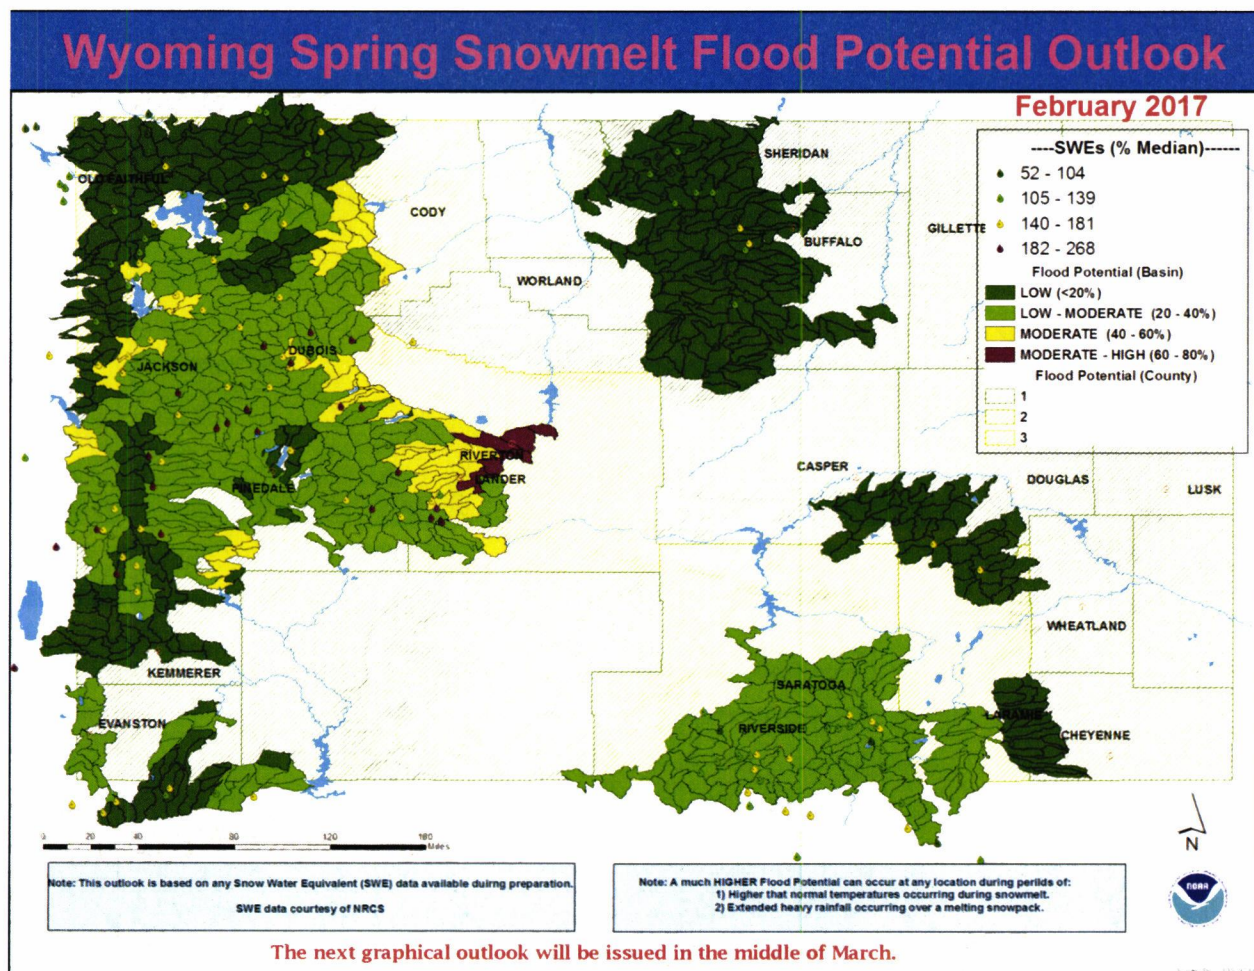 Wyoming Spring Snowmelt Flood Potential Outlook
February 2017
----SWEs (% Median)------
52 - 104
105 - 139
140 - 181
182 - 268
Flood Potential (Basin)
LOW (<20%)
LOW - MODERATE (20 - 40%)
MODERATE (40 - 60%)
MODERATE - HIGH (60 - 80%)
Flood Potential (County)
1
2
3
SHERIDAN
OLD FAITHFUL
CODY
BUFFALO
GILLETTE
WORLAND
JACKSON
DUBOIS
RIVERTON
LANDER
PINEDALE
CASPER
DOUGLAS
LUSK
WHEATLAND
KEMMERER
SARATOGA
EVANSTON
RIVERSIDE
LARAMIE
CHEYENNE
0 20 40 80 120 160
Miles
N
Note: This outlook is based on any Snow Water Equivalent (SWE) data available duirng preparation.
SWE data courtesy of NRCS
Note: A much HIGHER Flood Potential can occur at any location during perilds of:
1) Higher that normal temperatures occurring during snowmelt.
2) Extended heavy rainfall occurring over a melting snowpack.
noaa
The next graphical outlook will be issued in the middle of March.